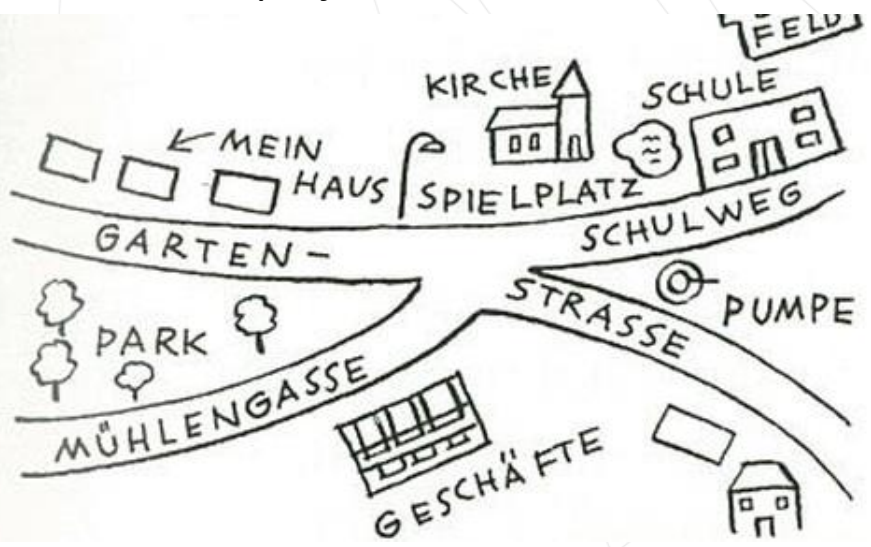 FELD
KIRCHE
SCHULE
MEIN
HAUS
SPIELPLATZ
SCHULWEG
GARTEN-
STRASSE
PUMPE
PARK
MÜHLENGASSE
GESCHÄFTE